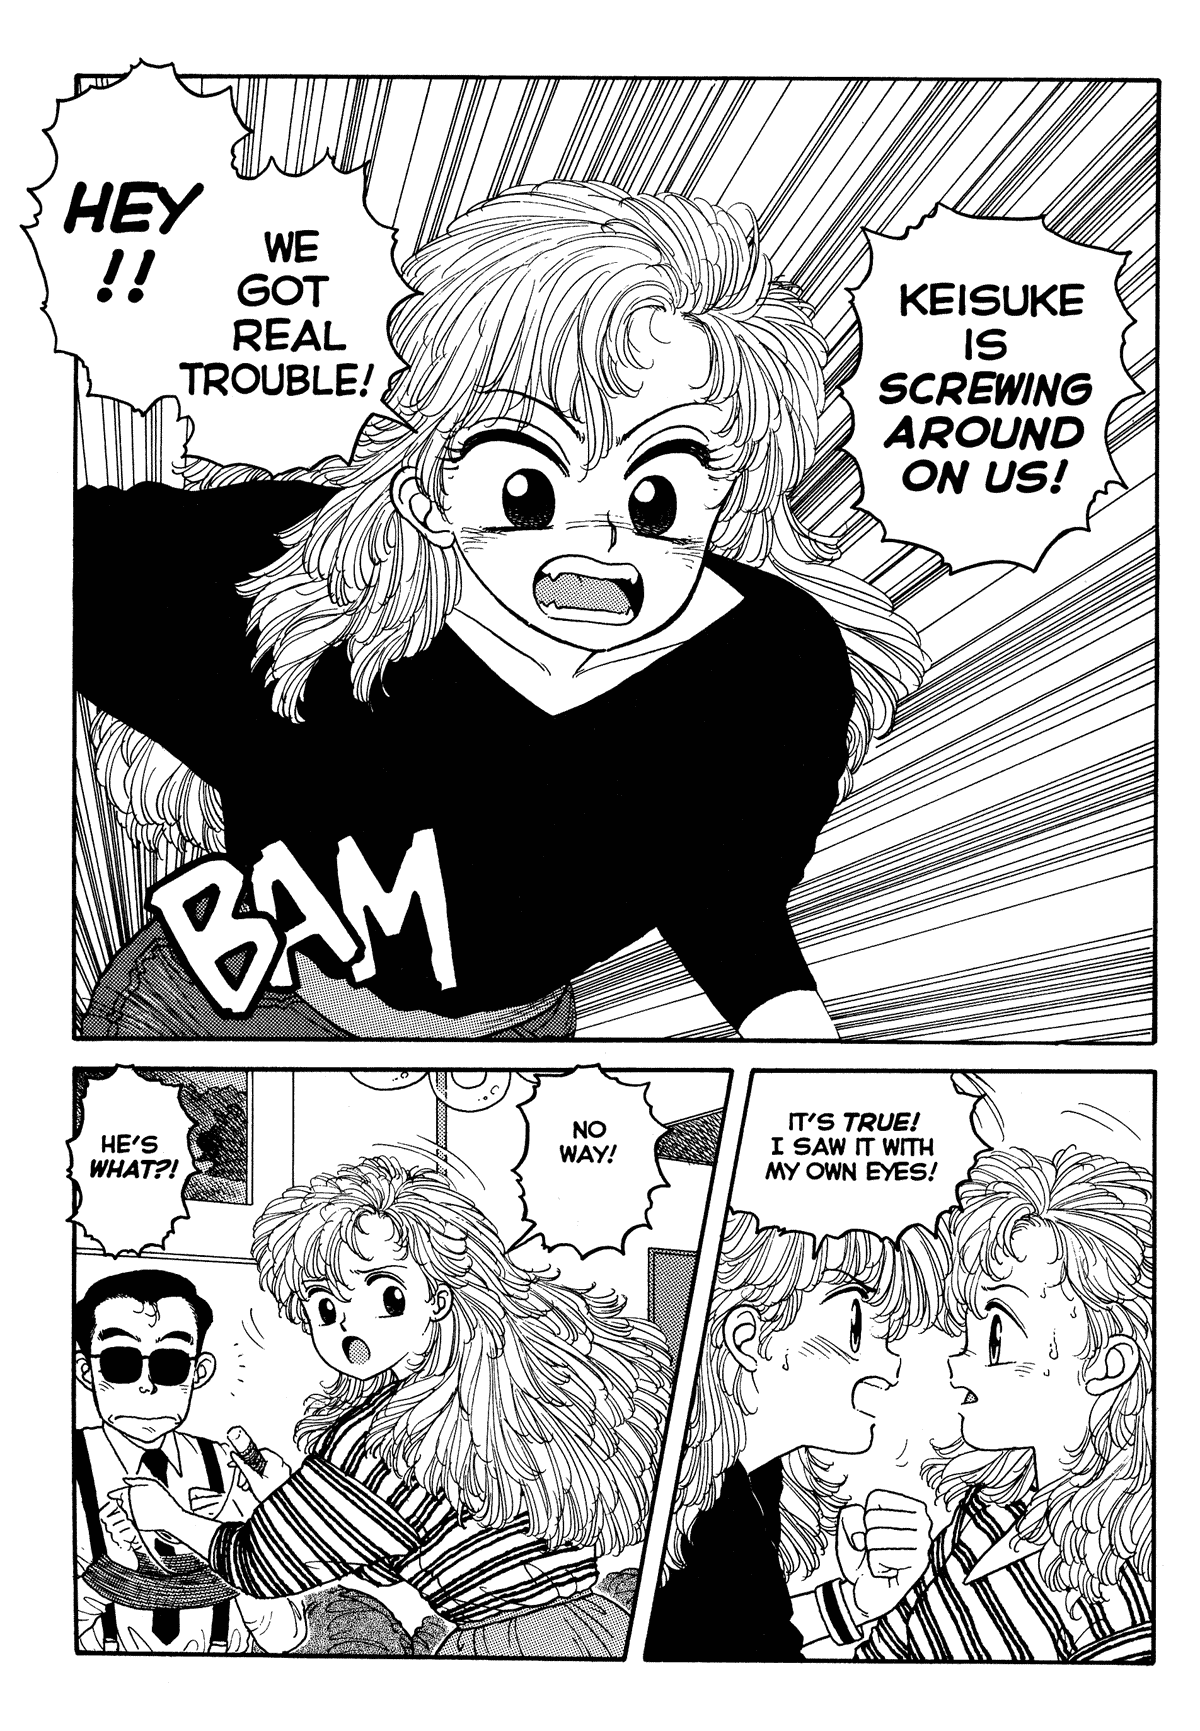 HEY
!!
WE
GOT
REAL
TROUBLE!
KEISUKE
IS
SCREWING
AROUND
ON US!
BAM
HE'S
WHAT?!
NO
WAY!
IT'S TRUE!
I SAW IT WITH
MY OWN EYES!